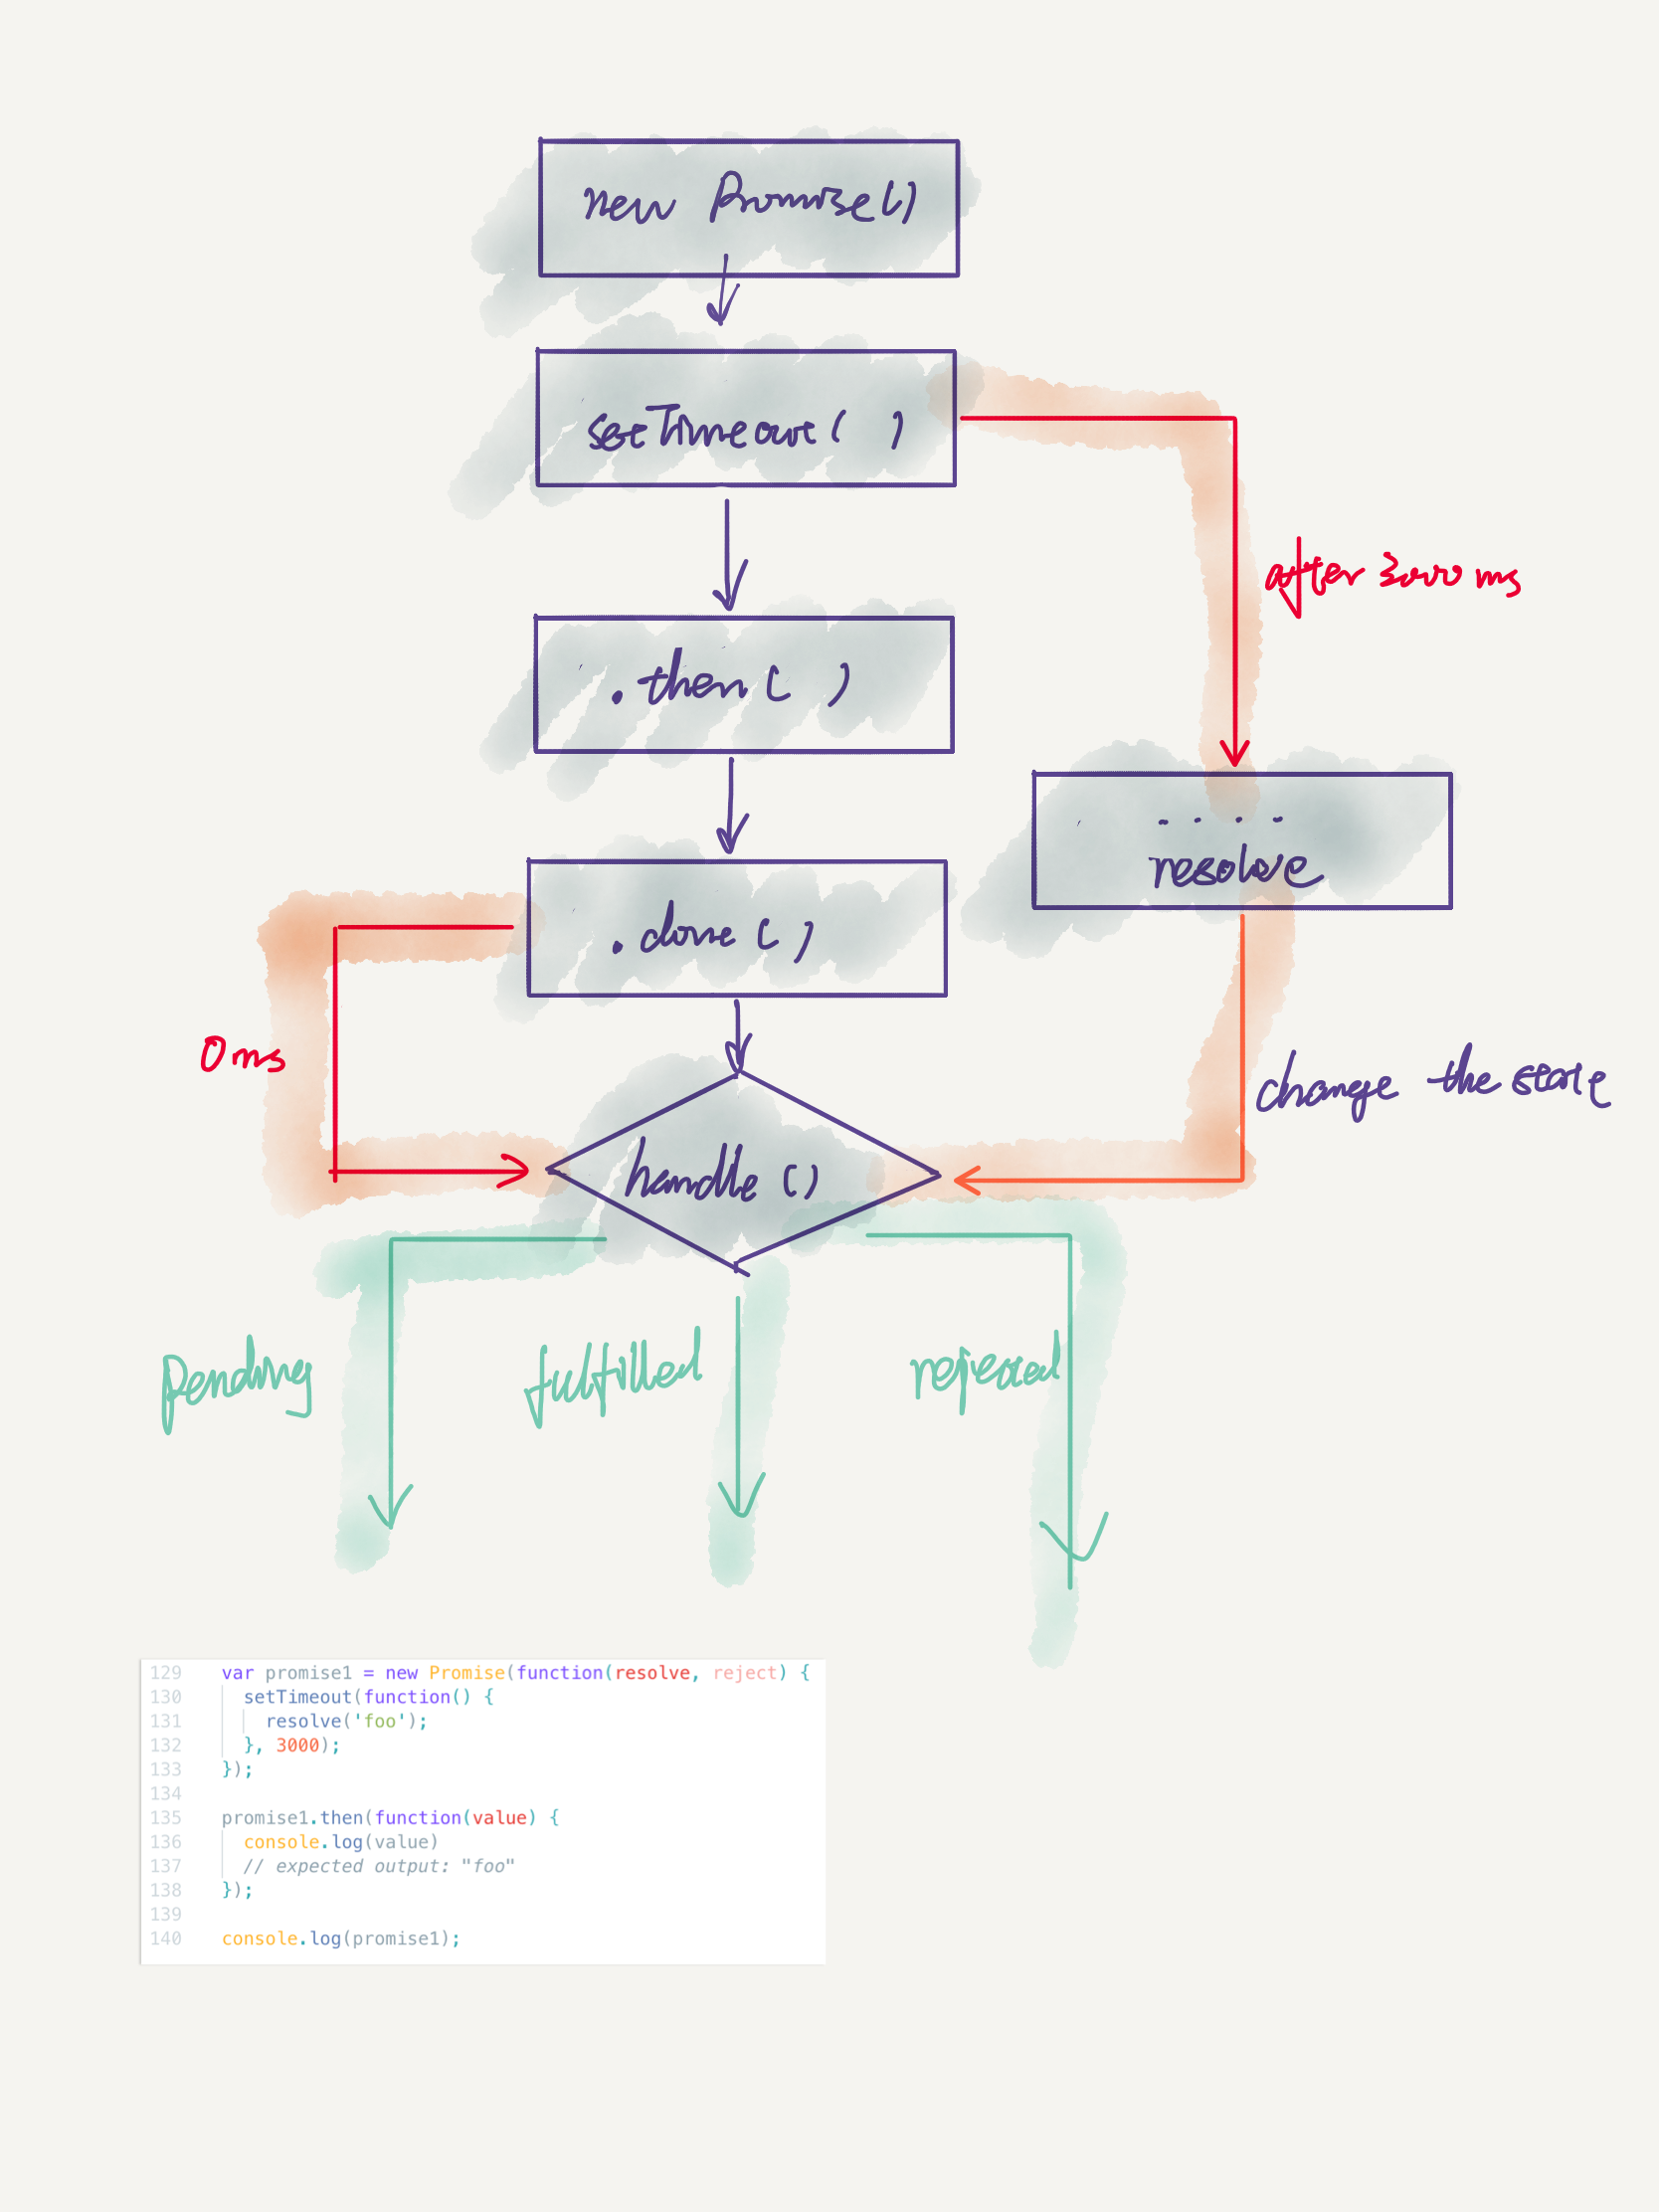 new Promise()
setTimeout( )
after 3000 ms
.then( )
....
resolve
.done()
0 ms
change the state
handle ()
pending
fulfilled
rejected
129 var promise1 = new Promise(function(resolve, reject) {
130 setTimeout(function() {
131 resolve('foo');
132 }, 3000);
133 });
134
135 promise1.then(function(value) {
136 console.log(value)
137 // expected output: "foo"
138 });
139
140 console.log(promise1);